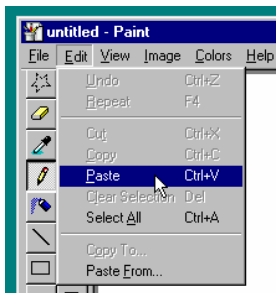 untitled - Paint
File Edit View Image Colors Help
Undo Ctrl+Z
Repeat F4
Cut Ctrl+X
Copy Ctrl+C
Paste Ctrl+V
Clear Selection Del
Select All Ctrl+A
Copy To...
Paste From...